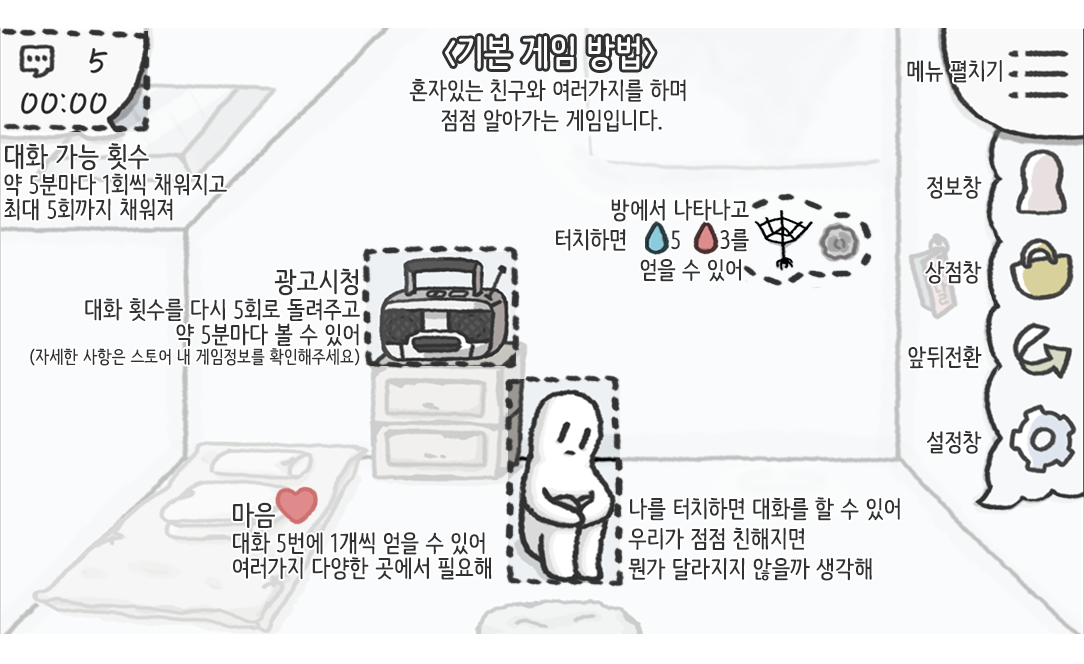 <기본 게임 방법>
혼자있는 친구와 여러가지를 하며
점점 알아가는 게임입니다.
5
00:00
대화 가능 횟수
약 5분마다 1회씩 채워지고
최대 5회까지 채워져
메뉴 펼치기
정보창
상점창
앞뒤전환
설정창
방에서 나타나고
터치하면 5 3를
얻을 수 있어
광고시청
대화 횟수를 다시 5회로 돌려주고
약 5분마다 볼 수 있어
(자세한 사항은 스토어 내 게임정보를 확인해주세요)
마음
대화 5번에 1개씩 얻을 수 있어
여러가지 다양한 곳에서 필요해
나를 터치하면 대화를 할 수 있어
우리가 점점 친해지면
뭔가 달라지지 않을까 생각해